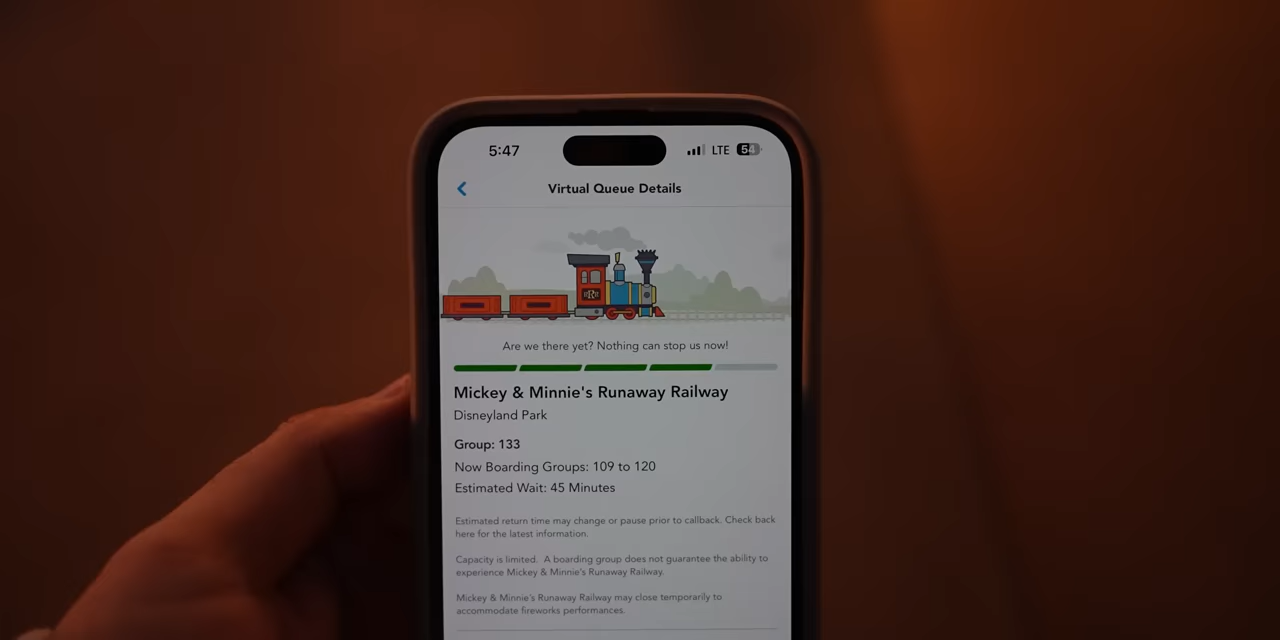 5:47
LTE
54
Virtual Queue Details
R
Are we there yet? Nothing can stop us now!
Mickey & Minnie's Runaway Railway
Disneyland Park
Group: 133
Now Boarding Groups: 109 to 120
Estimated Wait: 45 Minutes
Estimated return time may change or pause prior to callback. Check back
here for the latest information.
Capacity is limited.  A boarding group does not guarantee the ability to
experience Mickey & Minnie's Runaway Railway.
Mickey & Minnie's Runaway Railway may close temporarily to
accommodate fireworks performances.